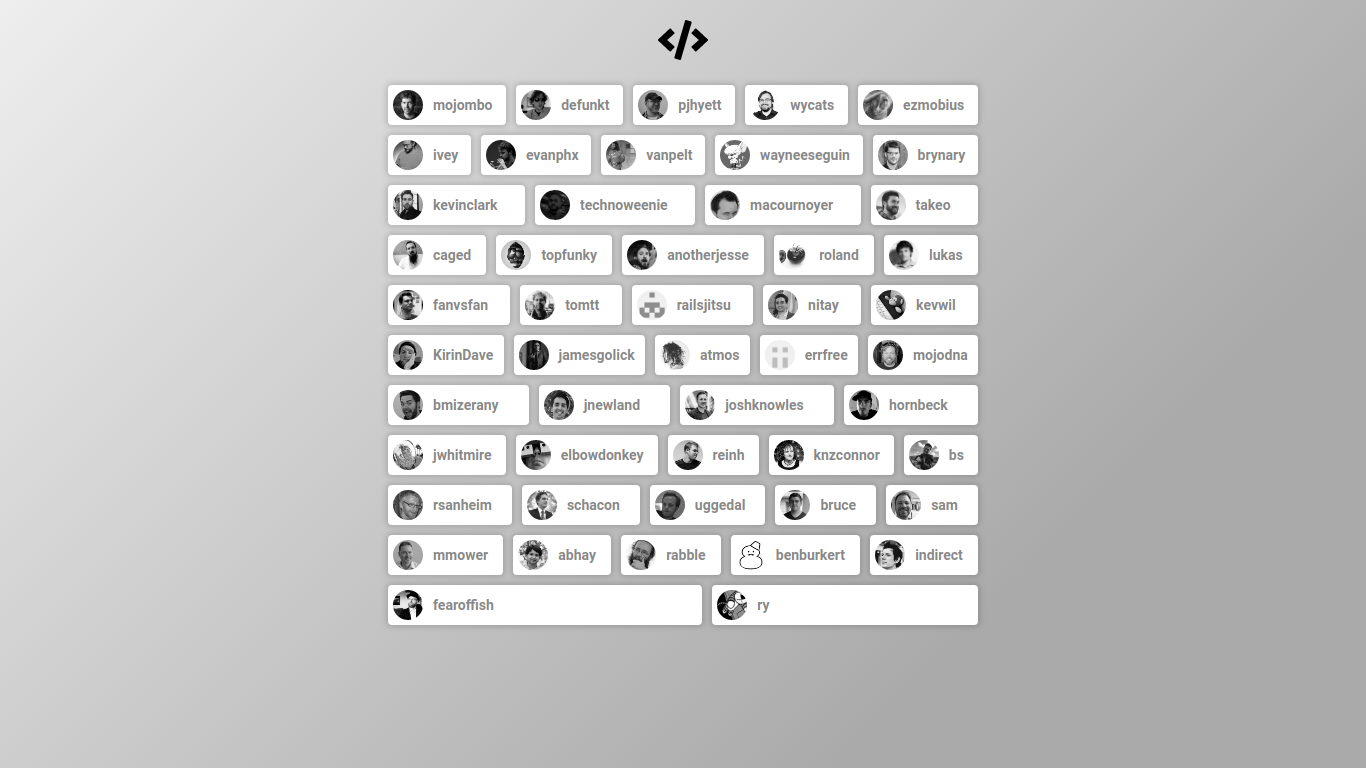 </>
mojombo defunkt pjhyett wycats ezmobius
ivey evanphx vanpelt wayneeseguin brynary
kevinclark technoweenie macournoyer takeo
caged topfunky anotherjesse roland lukas
fanvsfan tomtt railsjitsu nitay kevwil
KirinDave jamesgolick atmos errfree mojodna
bmizerany jnewland joshknowles hornbeck
jwhitmire elbowdonkey reinh knzconnor bs
rsanheim schacon uggedal bruce sam
mmower abhay rabble benburkert indirect
fearoffish ry